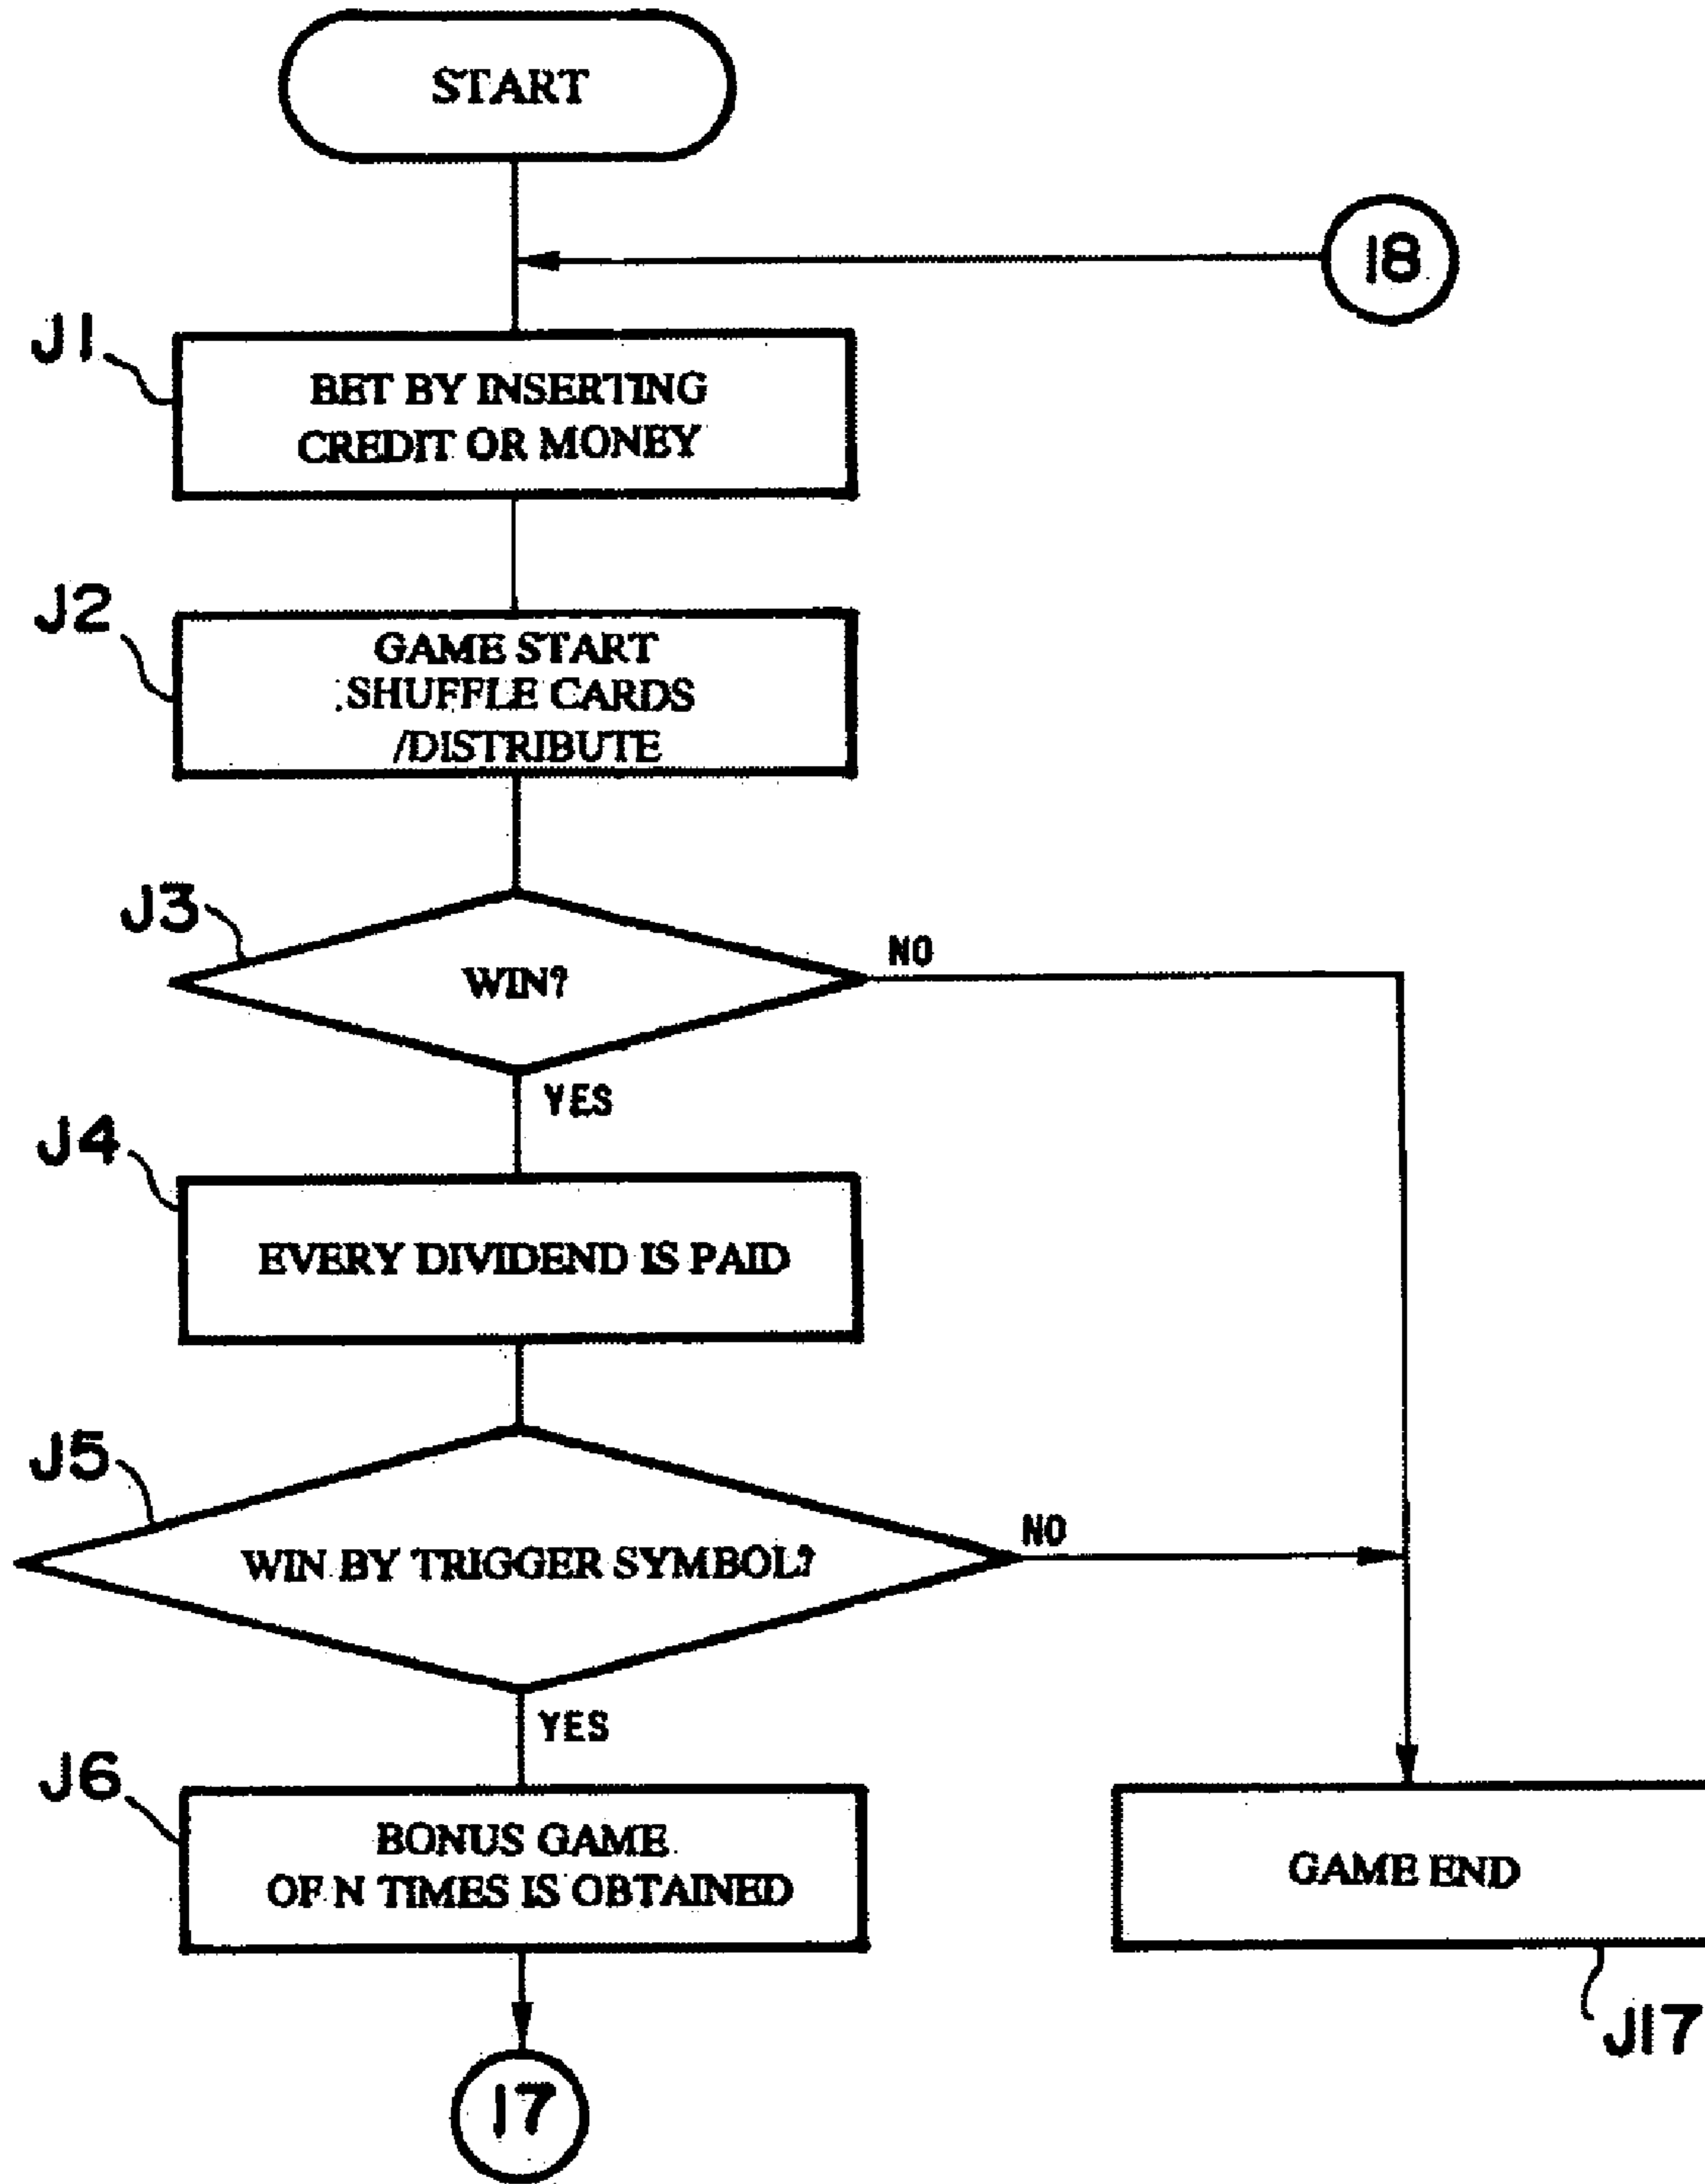 START
18
J1
BET BY INSERTING
CREDIT OR MONEY
J2
GAME START
SHUFFLE CARDS
/DISTRIBUTE
J3
WIN?
NO
YES
J4
EVERY DIVIDEND IS PAID
J5
WIN BY TRIGGER SYMBOL?
NO
YES
J6
BONUS GAME
OF N TIMES IS OBTAINED
GAME END
J17
17